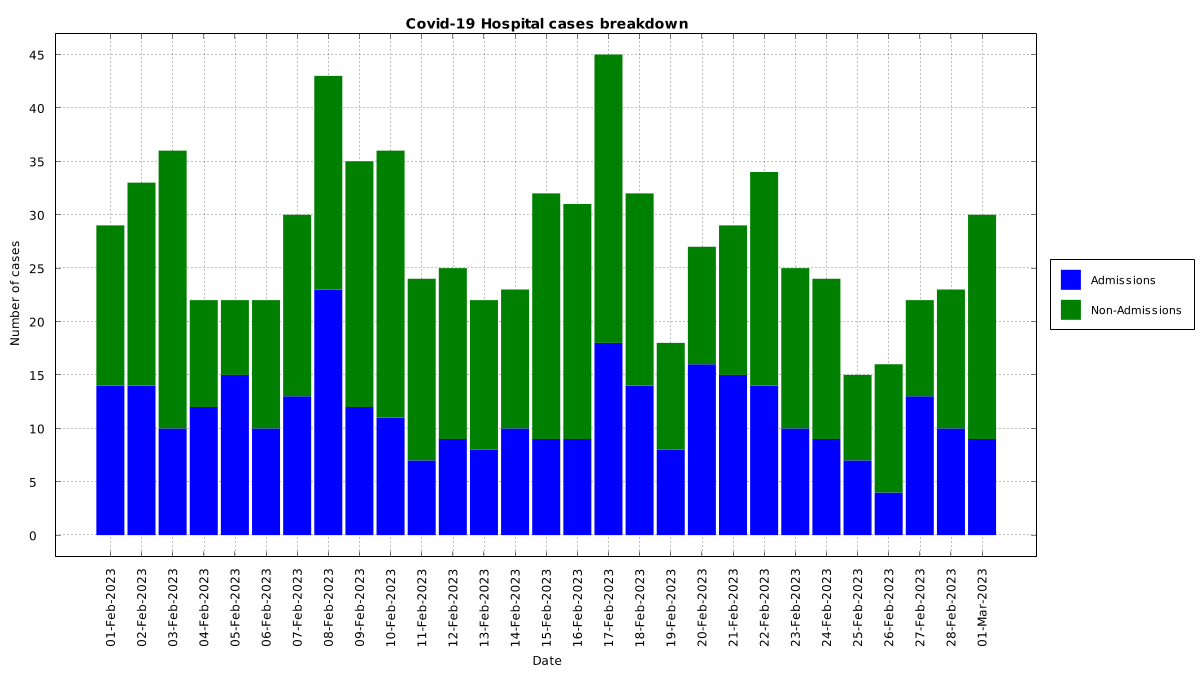 Covid-19 Hospital cases breakdown
45
40
35
30
25
20
15
10
5
0
Number of cases
01-Feb-2023
02-Feb-2023
03-Feb-2023
04-Feb-2023
05-Feb-2023
06-Feb-2023
07-Feb-2023
08-Feb-2023
09-Feb-2023
10-Feb-2023
11-Feb-2023
12-Feb-2023
13-Feb-2023
14-Feb-2023
15-Feb-2023
16-Feb-2023
17-Feb-2023
18-Feb-2023
19-Feb-2023
20-Feb-2023
21-Feb-2023
22-Feb-2023
23-Feb-2023
24-Feb-2023
25-Feb-2023
26-Feb-2023
27-Feb-2023
28-Feb-2023
01-Mar-2023
Date
Admissions
Non-Admissions